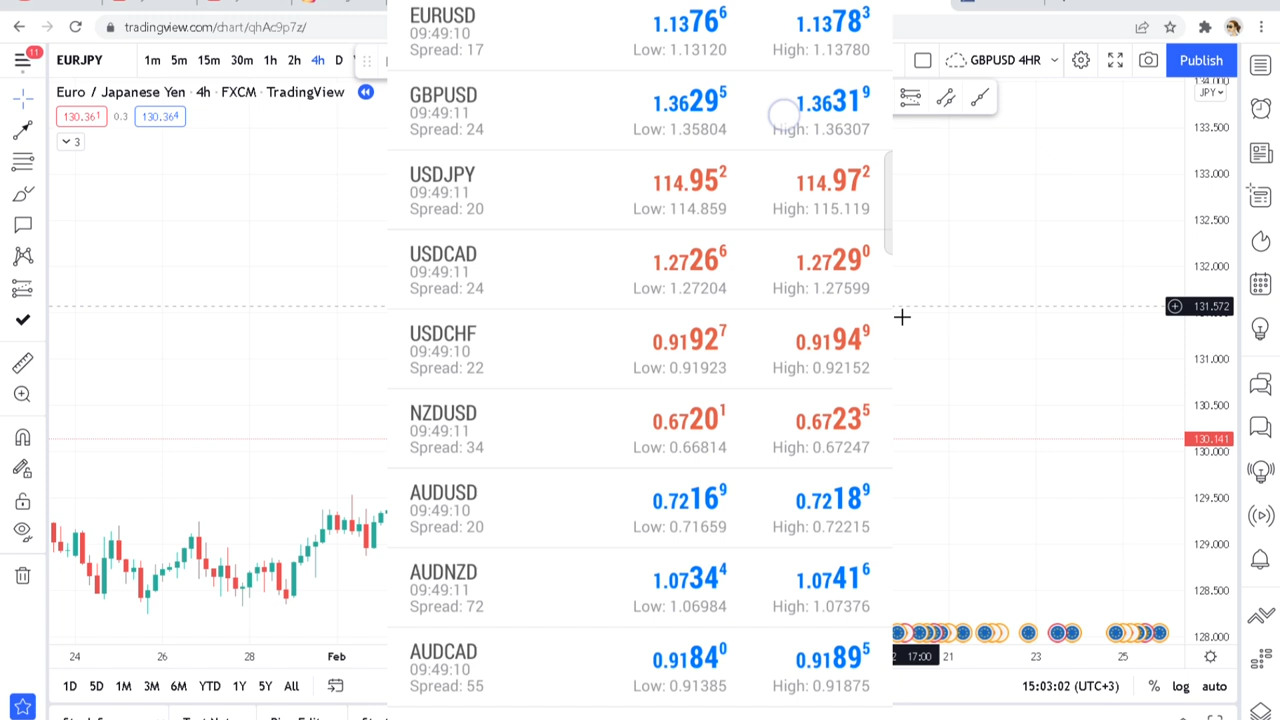 tradingview.com/chart/qhAc9p7z/
11
EURJPY
1m 5m 15m 30m 1h 2h 4h D
GBPUSD 4HR
Publish
Euro / Japanese Yen · 4h · FXCM · TradingView
130.361 0.3 130.364
3
JPY
134.000
133.500
133.000
132.500
132.000
131.572
131.000
130.500
130.141
130.000
129.500
129.000
128.500
128.000
EURUSD
09:49:10
Spread: 17
1.13766
Low: 1.13120
1.13783
High: 1.13780
GBPUSD
09:49:11
Spread: 24
1.36295
Low: 1.35804
1.36319
High: 1.36307
USDJPY
09:49:11
Spread: 20
114.952
Low: 114.859
114.972
High: 115.119
USDCAD
09:49:11
Spread: 24
1.27266
Low: 1.27204
1.27290
High: 1.27599
USDCHF
09:49:10
Spread: 22
0.91927
Low: 0.91923
0.91949
High: 0.92152
NZDUSD
09:49:11
Spread: 34
0.67201
Low: 0.66814
0.67235
High: 0.67247
AUDUSD
09:49:10
Spread: 20
0.72169
Low: 0.71659
0.72189
High: 0.72215
AUDNZD
09:49:11
Spread: 72
1.07344
Low: 1.06984
1.07416
High: 1.07376
AUDCAD
09:49:10
Spread: 55
0.91840
Low: 0.91385
0.91895
High: 0.91875
24 26 28 Feb
17:00 21 23 25
1D 5D 1M 3M 6M YTD 1Y 5Y All
15:03:02 (UTC+3) % log auto